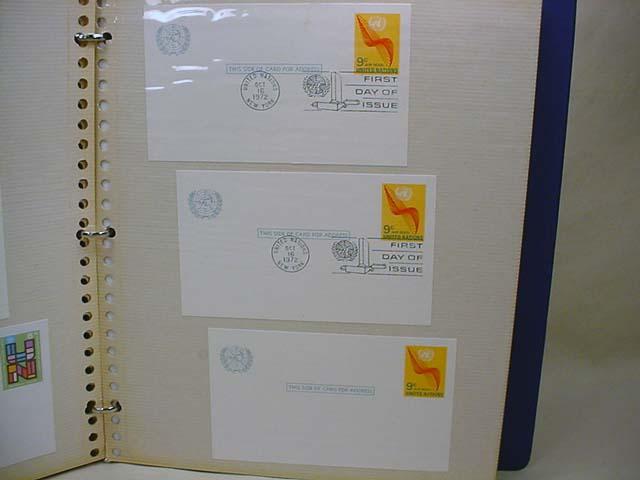 9c AIR MAIL
UNITED NATIONS
THIS SIDE OF CARD FOR ADDRESS
UNITED NATIONS
OCT
16
1972
NEW YORK
FIRST
DAY OF
ISSUE
9c AIR MAIL
UNITED NATIONS
THIS SIDE OF CARD FOR ADDRESS
UNITED NATIONS
OCT
16
1972
NEW YORK
FIRST
DAY OF
ISSUE
9c AIR MAIL
UNITED NATIONS
THIS SIDE OF CARD FOR ADDRESS